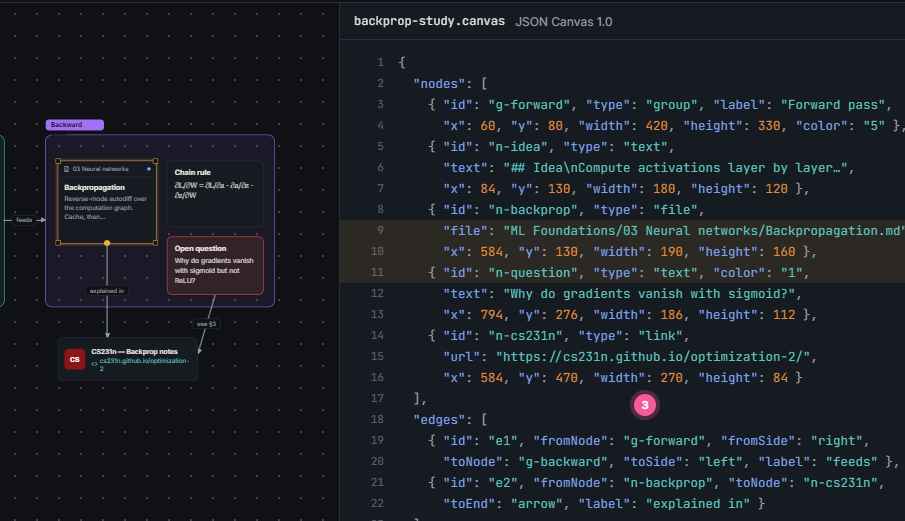 Backward
03 Neural networks
Backpropagation
Reverse-mode autodiff over
the computation graph.
Cache, then…
Chain rule
∂L/∂W = ∂L/∂a · ∂a/∂z ·
∂z/∂W
feeds
Open question
Why do gradients vanish
with sigmoid but not
ReLU?
explained in
see §3
CS
CS231n — Backprop notes
<> cs231n.github.io/optimization-
2
backprop-study.canvas JSON Canvas 1.0
1 {
2 "nodes": [
3 { "id": "g-forward", "type": "group", "label": "Forward pass",
4 "x": 60, "y": 80, "width": 420, "height": 330, "color": "5" },
5 { "id": "n-idea", "type": "text",
6 "text": "## Idea\nCompute activations layer by layer…",
7 "x": 84, "y": 130, "width": 180, "height": 120 },
8 { "id": "n-backprop", "type": "file",
9 "file": "ML Foundations/03 Neural networks/Backpropagation.md"
10 "x": 584, "y": 130, "width": 190, "height": 160 },
11 { "id": "n-question", "type": "text", "color": "1",
12 "text": "Why do gradients vanish with sigmoid?",
13 "x": 794, "y": 276, "width": 186, "height": 112 },
14 { "id": "n-cs231n", "type": "link",
15 "url": "https://cs231n.github.io/optimization-2/",
16 "x": 584, "y": 470, "width": 270, "height": 84 }
17 ],
3
18 "edges": [
19 { "id": "e1", "fromNode": "g-forward", "fromSide": "right",
20 "toNode": "g-backward", "toSide": "left", "label": "feeds" },
21 { "id": "e2", "fromNode": "n-backprop", "toNode": "n-cs231n",
22 "toEnd": "arrow", "label": "explained in" }